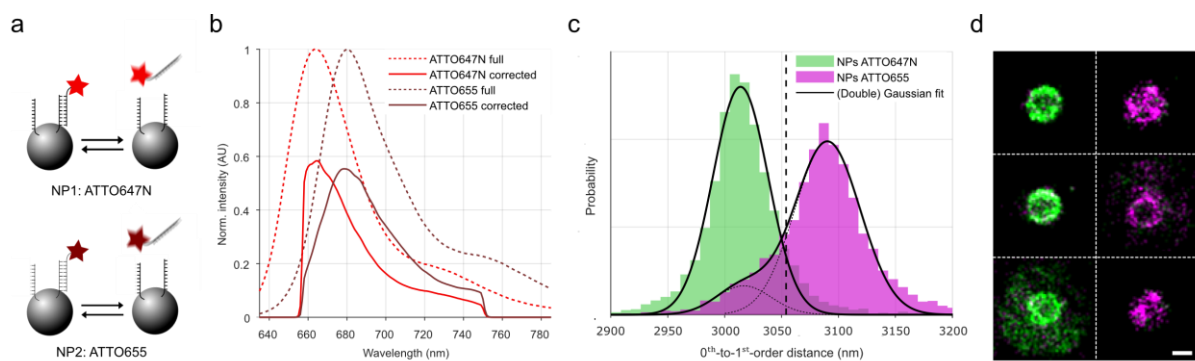 a
NP1: ATTO647N
NP2: ATTO655
b
Norm. intensity (AU)
1
0.8
0.6
0.4
0.2
0
640 660 680 700 720 740 760 780
Wavelength (nm)
ATTO647N full
ATTO647N corrected
ATTO655 full
ATTO655 corrected
c
Probability
NPs ATTO647N
NPs ATTO655
(Double) Gaussian fit
2900 2950 3000 3050 3100 3150 3200
0th-to-1st-order distance (nm)
d